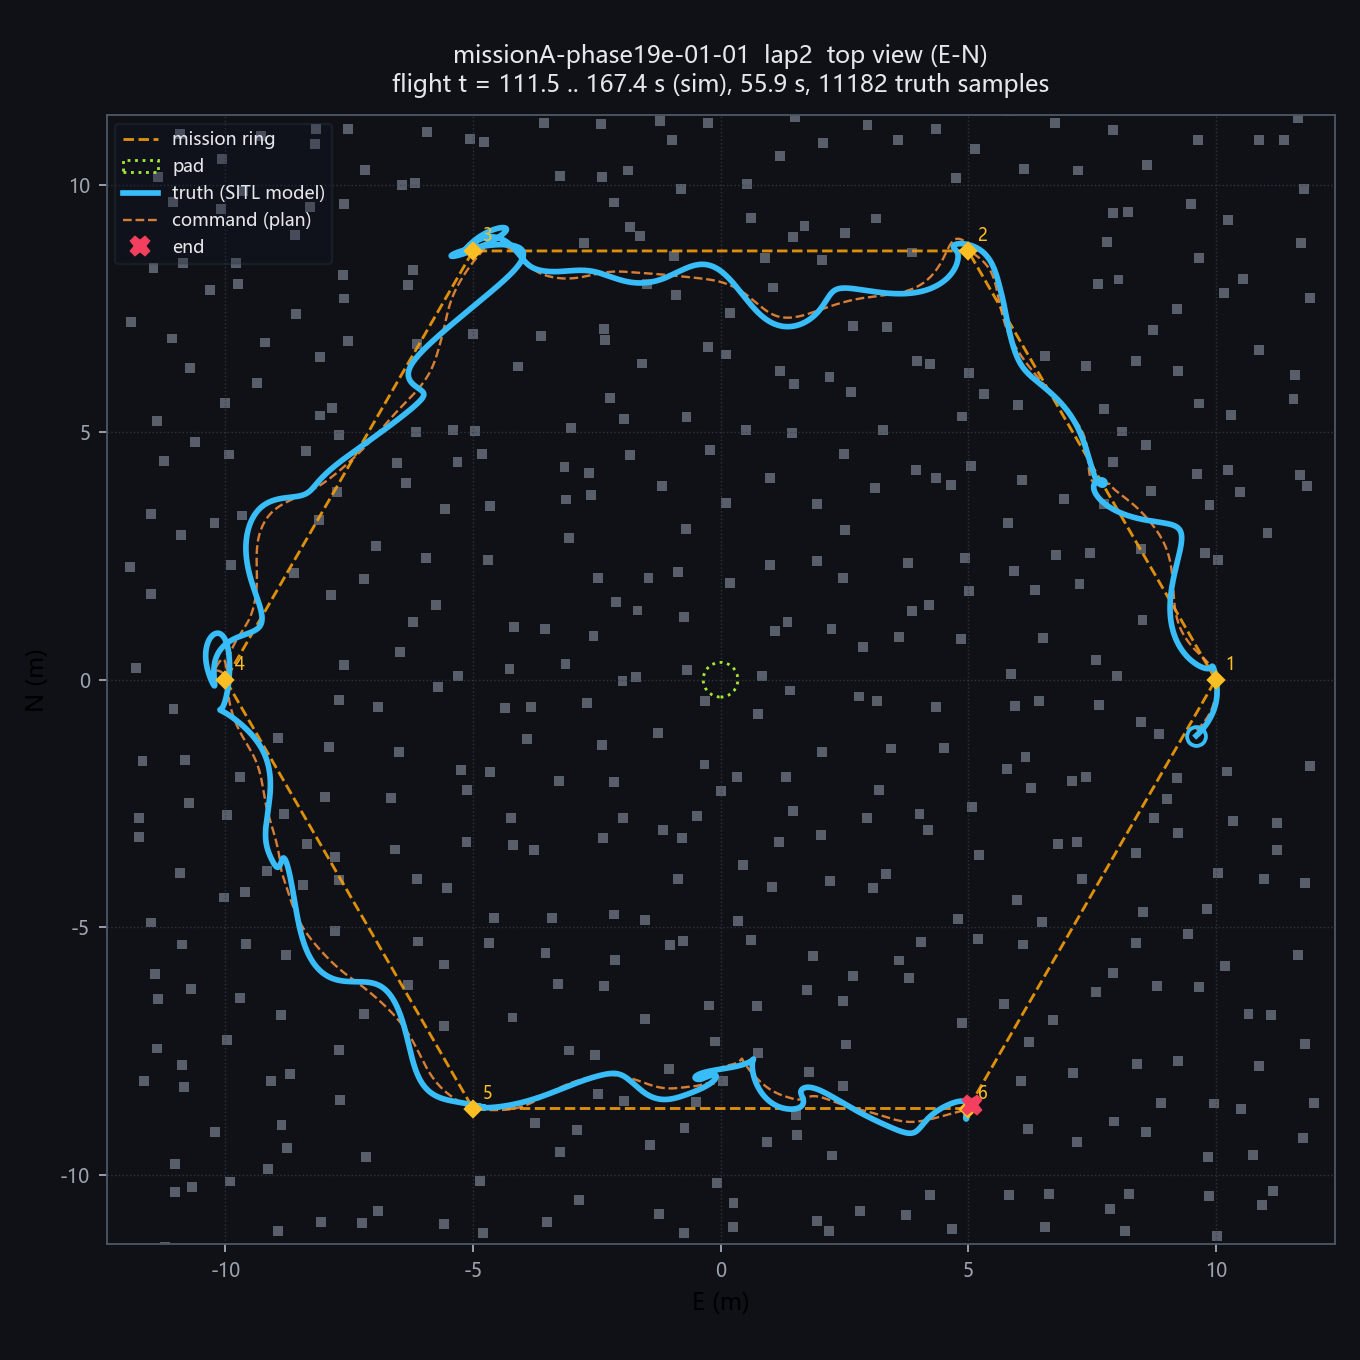 missionA-phase19e-01-01  lap2  top view (E-N)
flight t = 111.5 .. 167.4 s (sim), 55.9 s, 11182 truth samples
mission ring
pad
truth (SITL model)
command (plan)
end
3
2
4
1
5
6
10
5
0
-5
-10
N (m)
-10
-5
0
5
10
E (m)